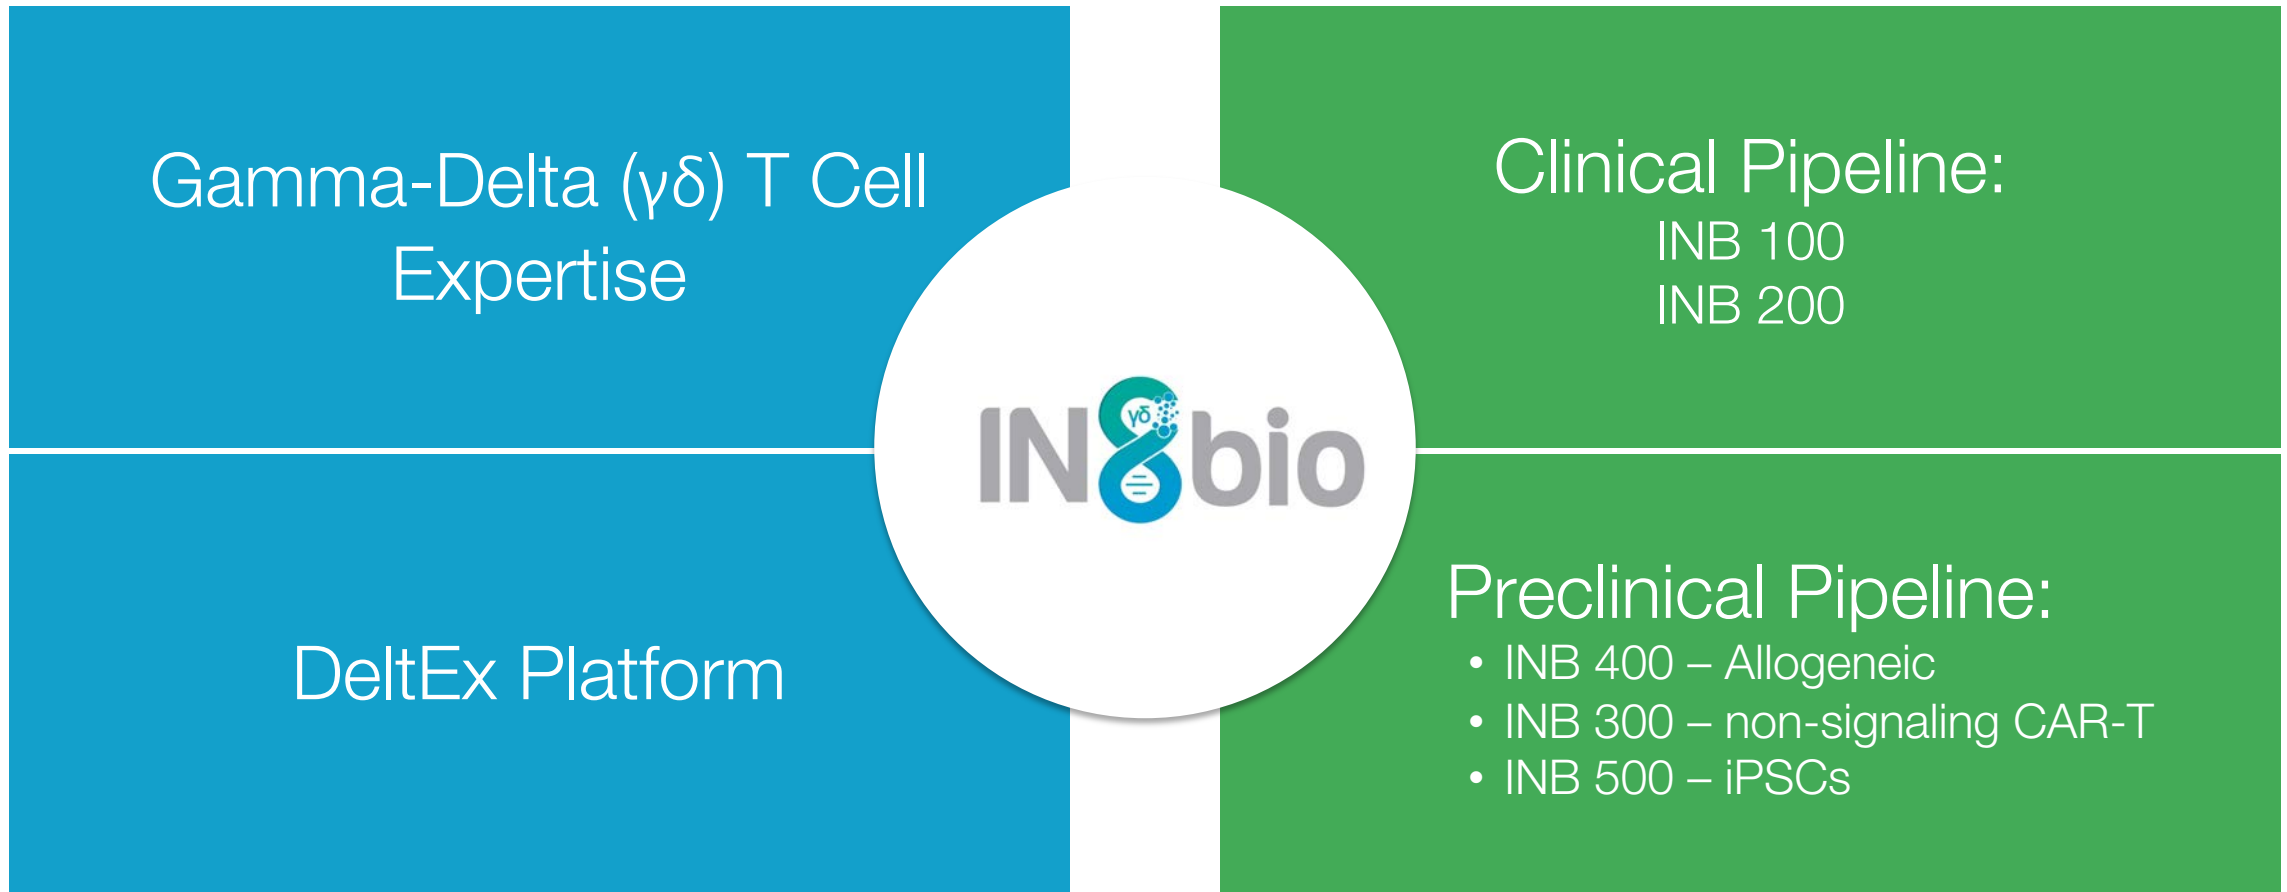 Gamma-Delta (γδ) T Cell
Expertise
Clinical Pipeline:
INB 100
INB 200
IN8bio
γδ
DeltEx Platform
Preclinical Pipeline:
• INB 400 – Allogeneic
• INB 300 – non-signaling CAR-T
• INB 500 – iPSCs